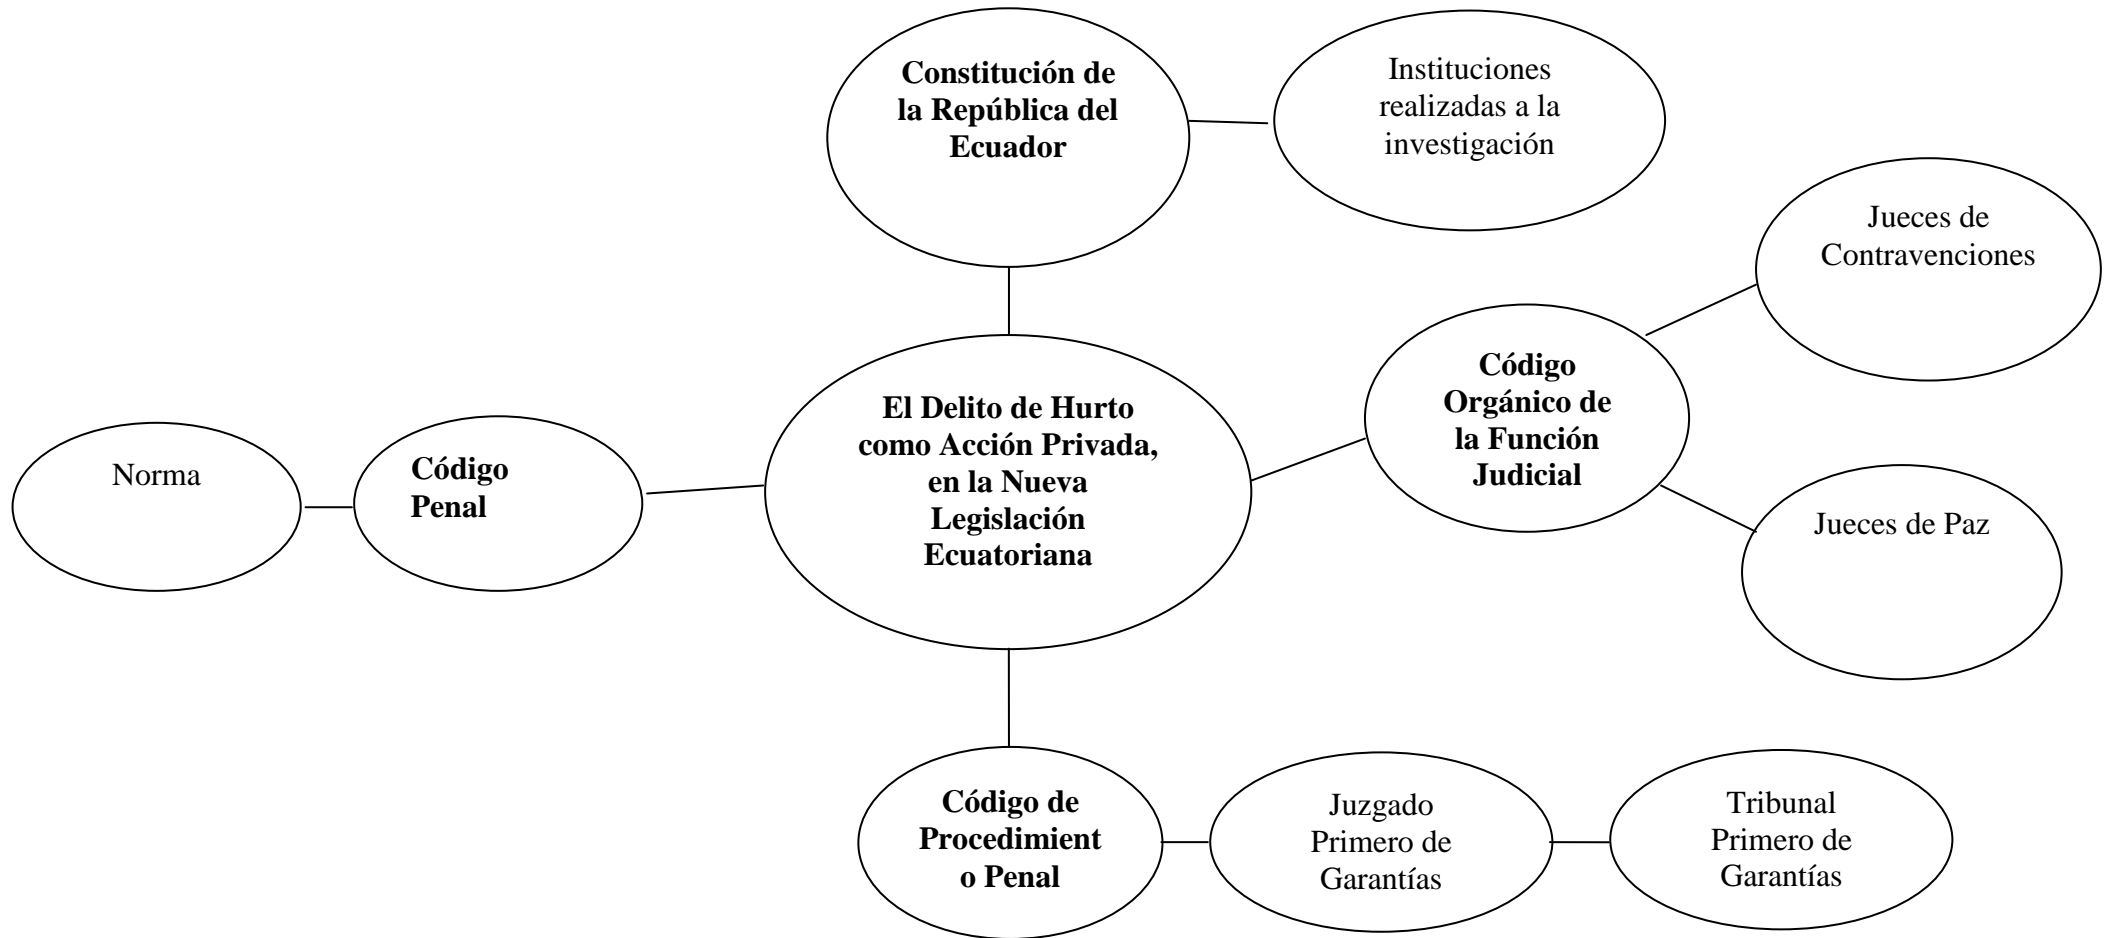 Constitución de
la República del
Ecuador
Instituciones
realizadas a la
investigación
Jueces de
Contravenciones
Código
Orgánico de
la Función
Judicial
El Delito de Hurto
como Acción Privada,
en la Nueva
Legislación
Ecuatoriana
Norma
Código
Penal
Jueces de Paz
Código de
Procedimient
o Penal
Juzgado
Primero de
Garantías
Tribunal
Primero de
Garantías